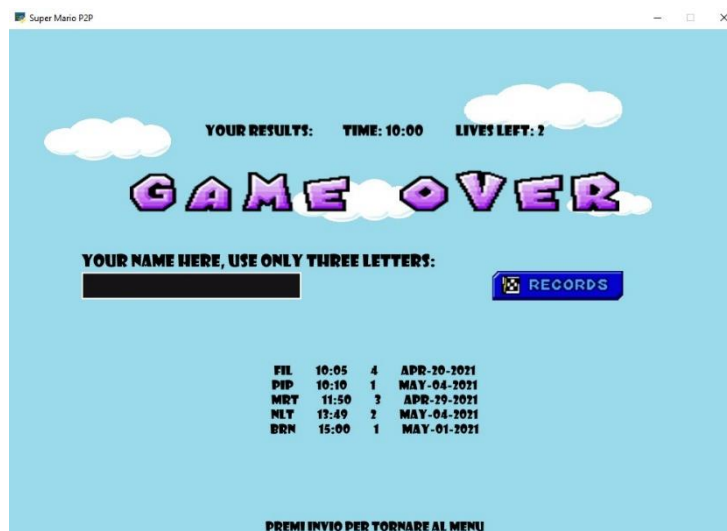 Super Mario P2P
YOUR RESULTS: TIME: 10:00 LIVES LEFT: 2
GAME OVER
YOUR NAME HERE, USE ONLY THREE LETTERS:
RECORDS
FIL 10:05 4 APR-20-2021
PIP 10:10 1 MAY-04-2021
MRT 11:50 3 APR-29-2021
NLT 13:49 2 MAY-04-2021
BRN 15:00 1 MAY-01-2021
PREMI INVIO PER TORNARE AL MENU